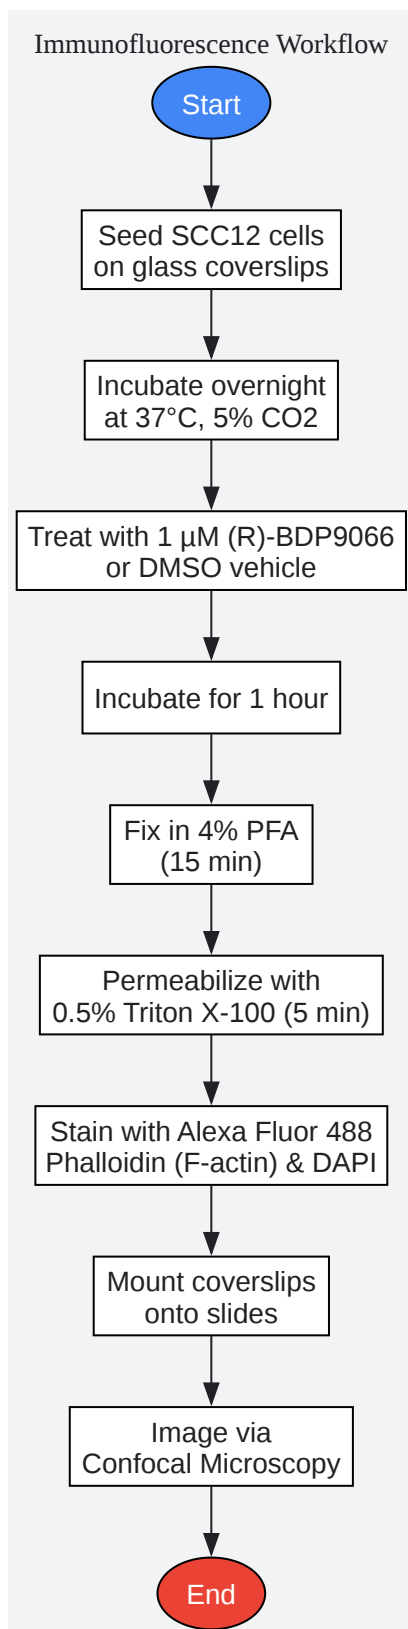 Immunofluorescence Workflow
Start
Seed SCC12 cells
on glass coverslips
Incubate overnight
at 37°C, 5% CO2
Treat with 1 µM (R)-BDP9066
or DMSO vehicle
Incubate for 1 hour
Fix in 4% PFA
(15 min)
Permeabilize with
0.5% Triton X-100 (5 min)
Stain with Alexa Fluor 488
Phalloidin (F-actin) & DAPI
Mount coverslips
onto slides
Image via
Confocal Microscopy
End